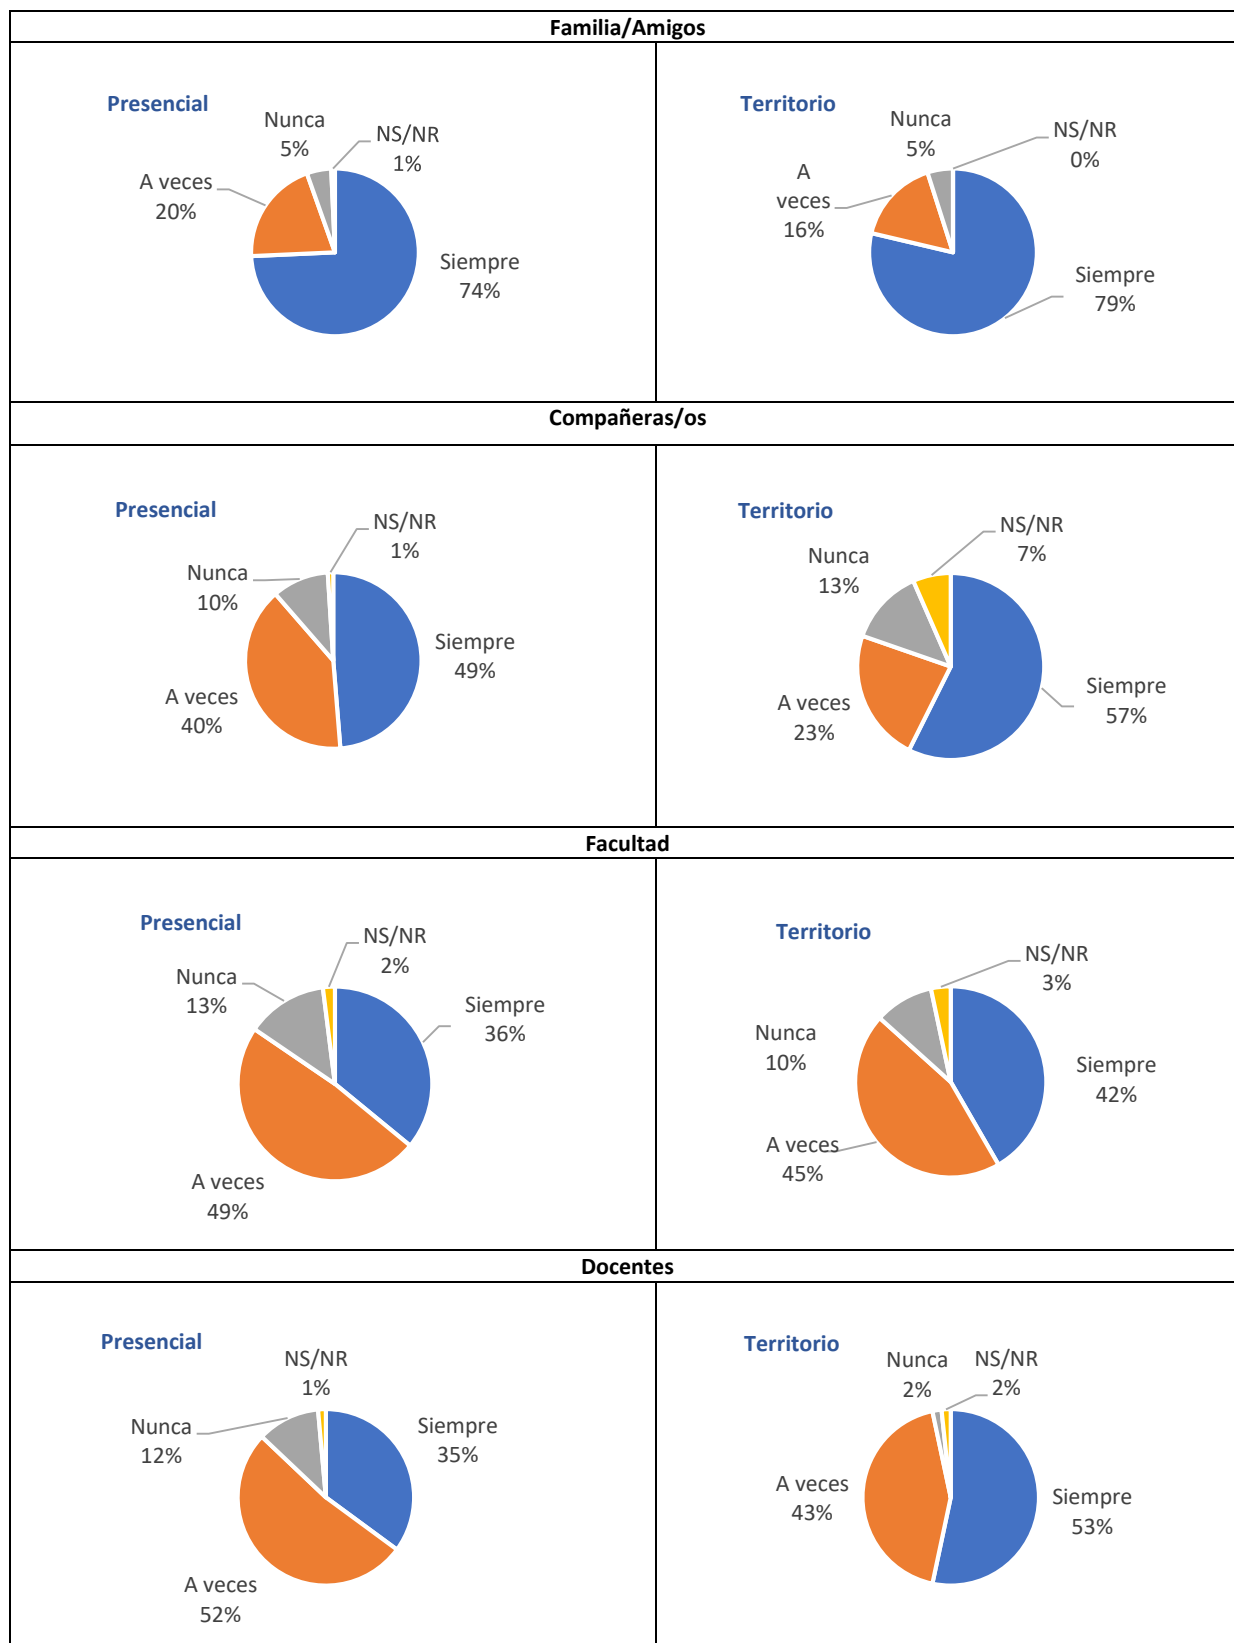 Familia/Amigos
Presencial
Nunca
5%
NS/NR
1%
A veces
20%
Siempre
74%
Territorio
Nunca
5%
NS/NR
0%
A
veces
16%
Siempre
79%
Compañeras/os
Presencial
NS/NR
1%
Nunca
10%
Siempre
49%
A veces
40%
Territorio
NS/NR
7%
Nunca
13%
Siempre
57%
A veces
23%
Facultad
Presencial
NS/NR
2%
Nunca
13%
Siempre
36%
A veces
49%
Territorio
NS/NR
3%
Nunca
10%
Siempre
42%
A veces
45%
Docentes
Presencial
NS/NR
1%
Nunca
12%
Siempre
35%
A veces
52%
Territorio
Nunca
2%
NS/NR
2%
A veces
43%
Siempre
53%